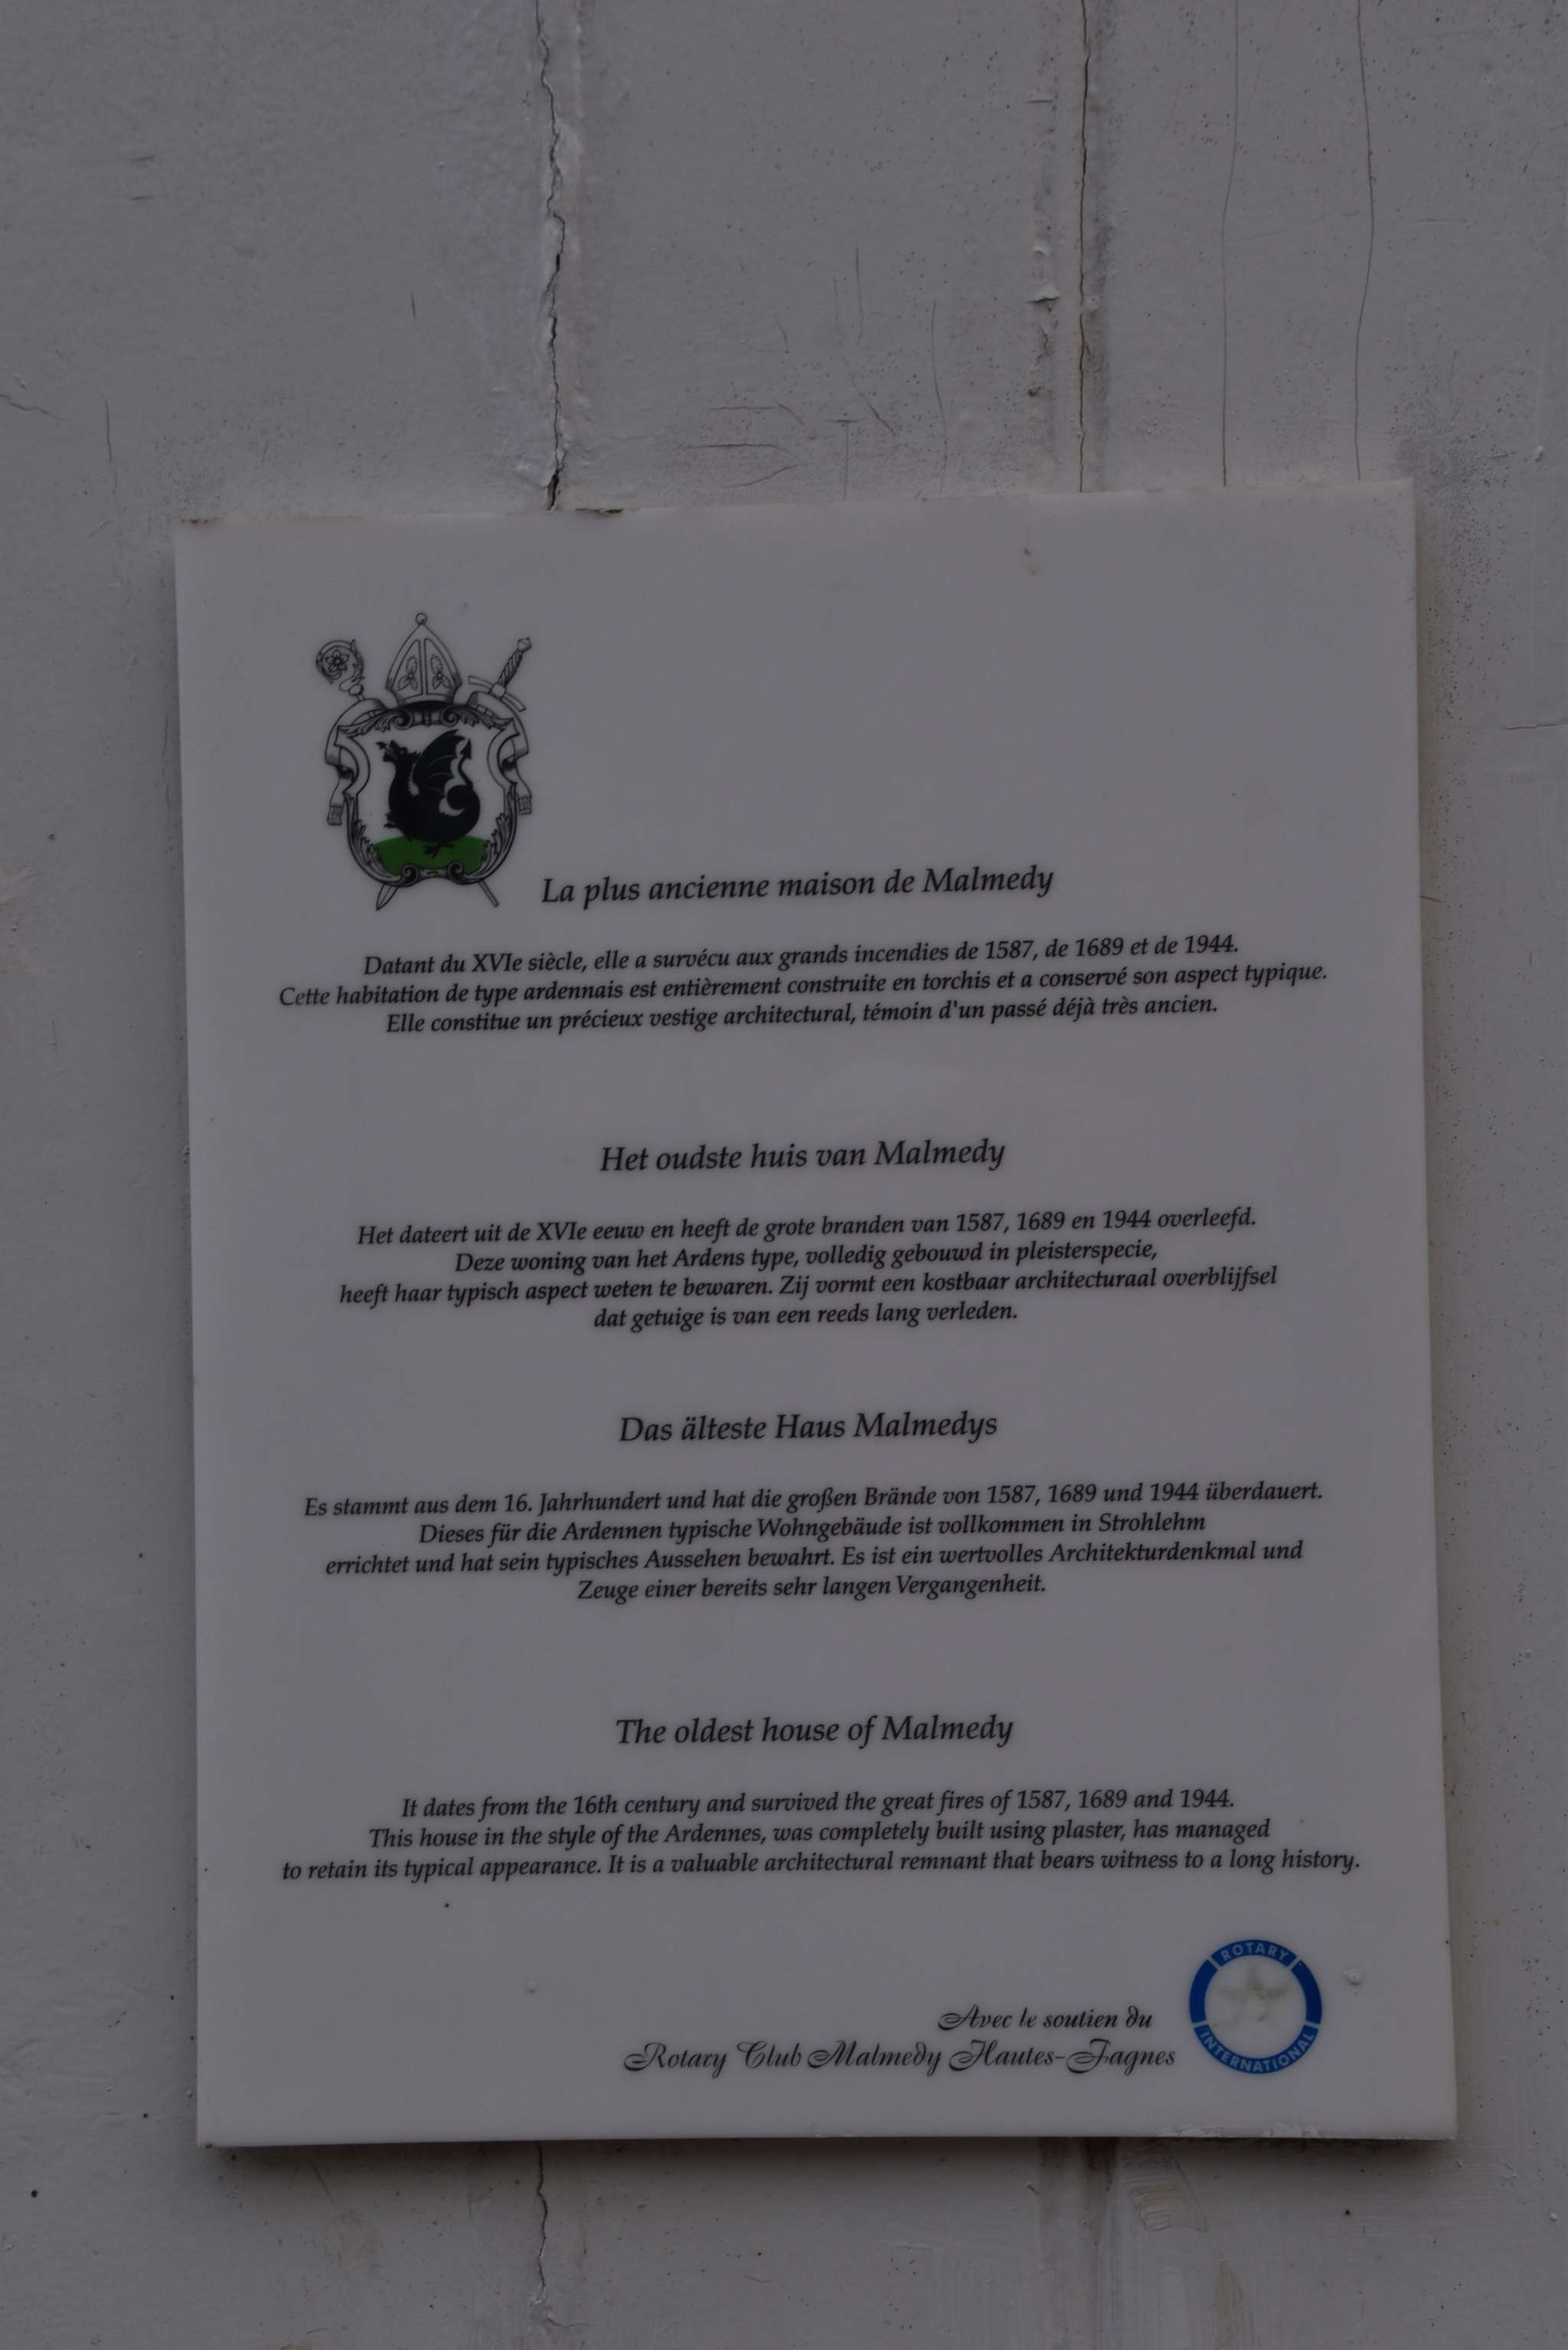 La plus ancienne maison de Malmedy
Datant du XVIe siècle, elle a survécu aux grands incendies de 1587, de 1689 et de 1944.
Cette habitation de type ardennais est entièrement construite en torchis et a conservé son aspect typique.
Elle constitue un précieux vestige architectural, témoin d'un passé déjà très ancien.
Het oudste huis van Malmedy
Het dateert uit de XVIe eeuw en heeft de grote branden van 1587, 1689 en 1944 overleefd.
Deze woning van het Ardens type, volledig gebouwd in pleisterspecie,
heeft haar typisch aspect weten te bewaren. Zij vormt een kostbaar architecturaal overblijfsel
dat getuige is van een reeds lang verleden.
Das älteste Haus Malmedys
Es stammt aus dem 16. Jahrhundert und hat die großen Brände von 1587, 1689 und 1944 überdauert.
Dieses für die Ardennen typische Wohngebäude ist vollkommen in Strohlehm
errichtet und hat sein typisches Aussehen bewahrt. Es ist ein wertvolles Architekturdenkmal und
Zeuge einer bereits sehr langen Vergangenheit.
The oldest house of Malmedy
It dates from the 16th century and survived the great fires of 1587, 1689 and 1944.
This house in the style of the Ardennes, was completely built using plaster, has managed
to retain its typical appearance. It is a valuable architectural remnant that bears witness to a long history.
Avec le soutien du
Rotary Club Malmedy Hautes-Fagnes
ROTARY
INTERNATIONAL